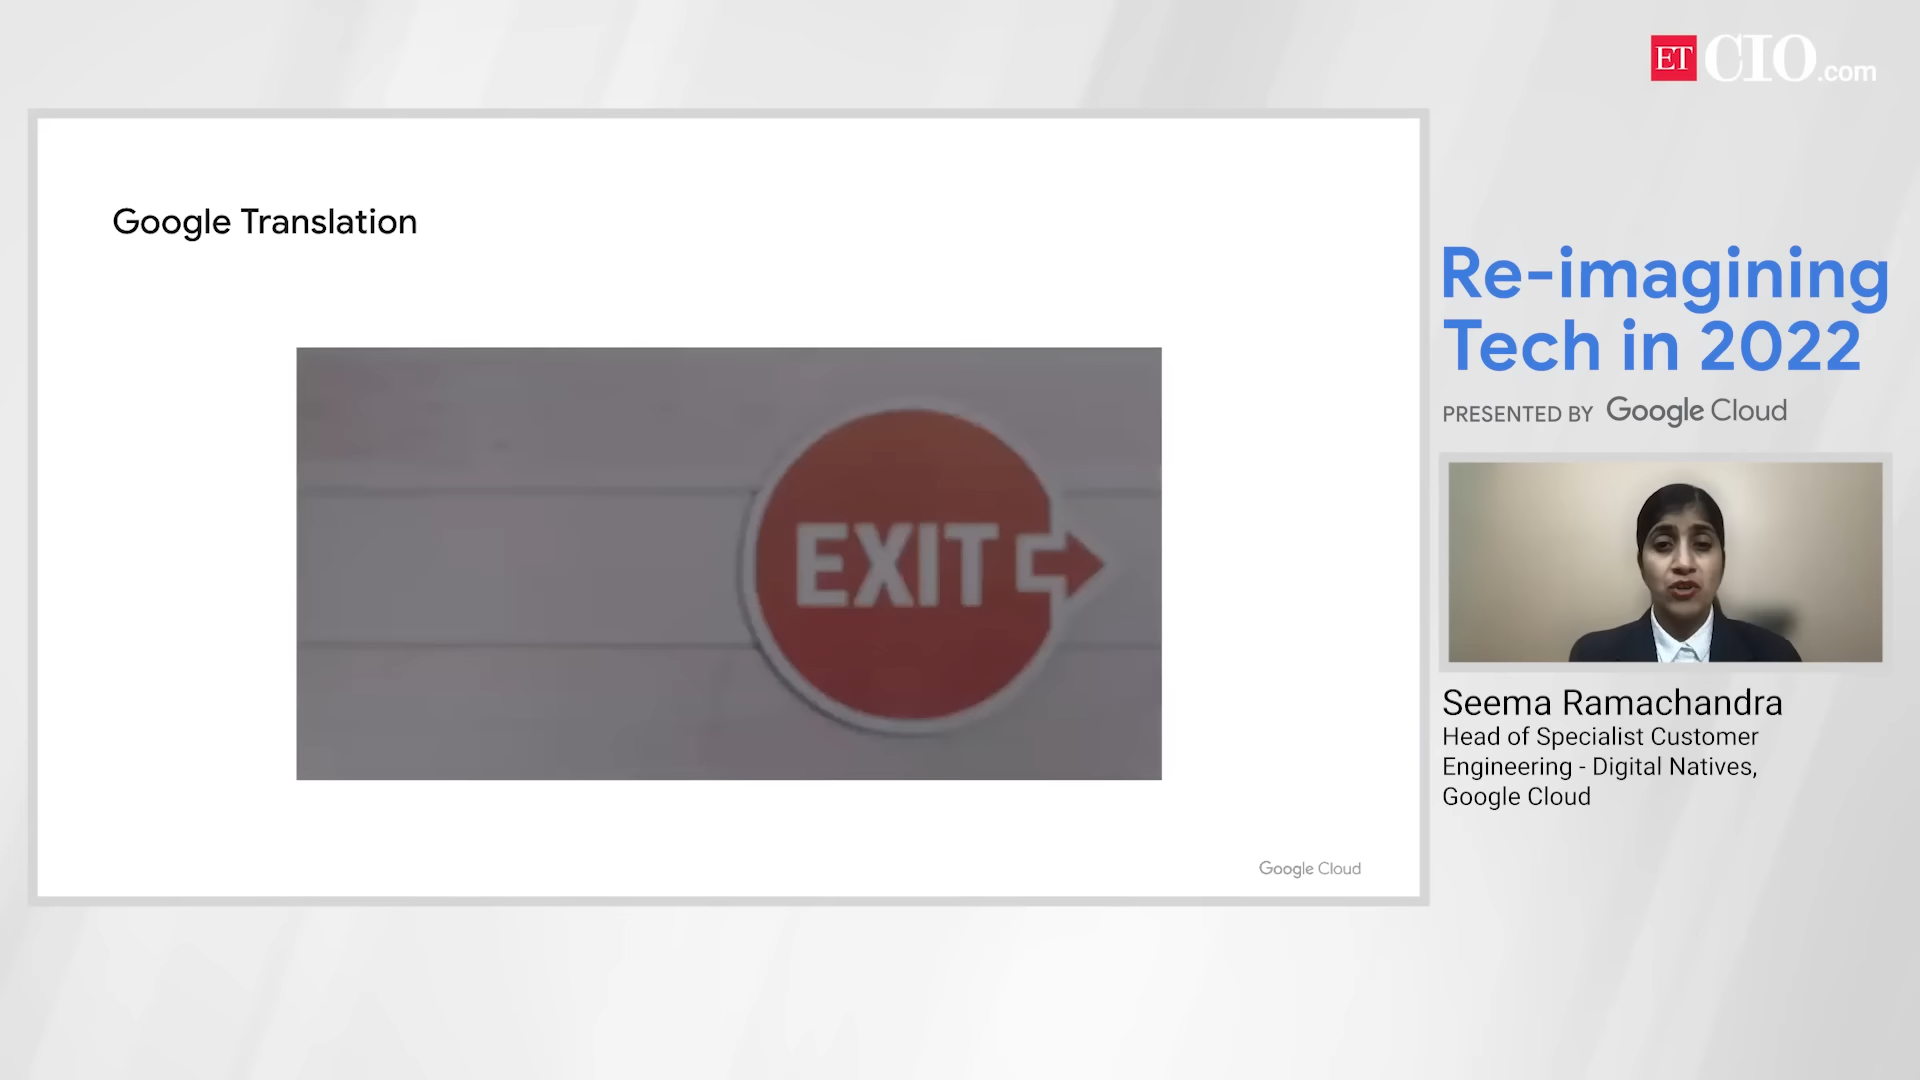 ET CIO.com
Google Translation
EXIT
Google Cloud
Re-imagining
Tech in 2022
PRESENTED BY Google Cloud
Seema Ramachandra
Head of Specialist Customer
Engineering - Digital Natives,
Google Cloud